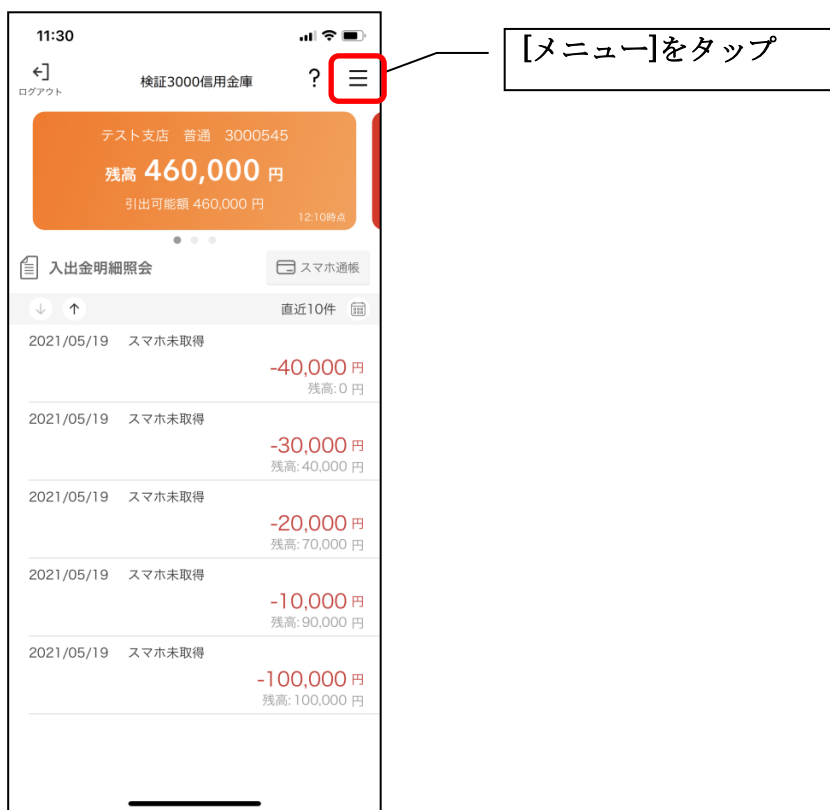 11:30
ログアウト
検証3000信用金庫
?
[メニュー]をタップ
テスト支店 普通 3000545
残高 460,000 円
引出可能額 460,000 円
12:10時点
入出金明細照会
スマホ通帳
直近10件
2021/05/19 スマホ未取得
-40,000 円
残高:0 円
2021/05/19 スマホ未取得
-30,000 円
残高:40,000 円
2021/05/19 スマホ未取得
-20,000 円
残高:70,000 円
2021/05/19 スマホ未取得
-10,000 円
残高:90,000 円
2021/05/19 スマホ未取得
-100,000 円
残高:100,000 円